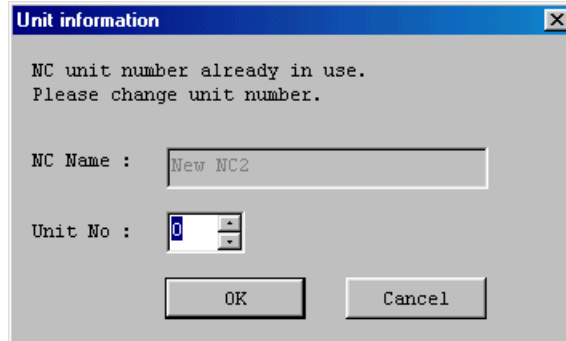 Unit information
NC unit number already in use.
Please change unit number.
NC Name :
New NC2
Unit No :
0
OK
Cancel